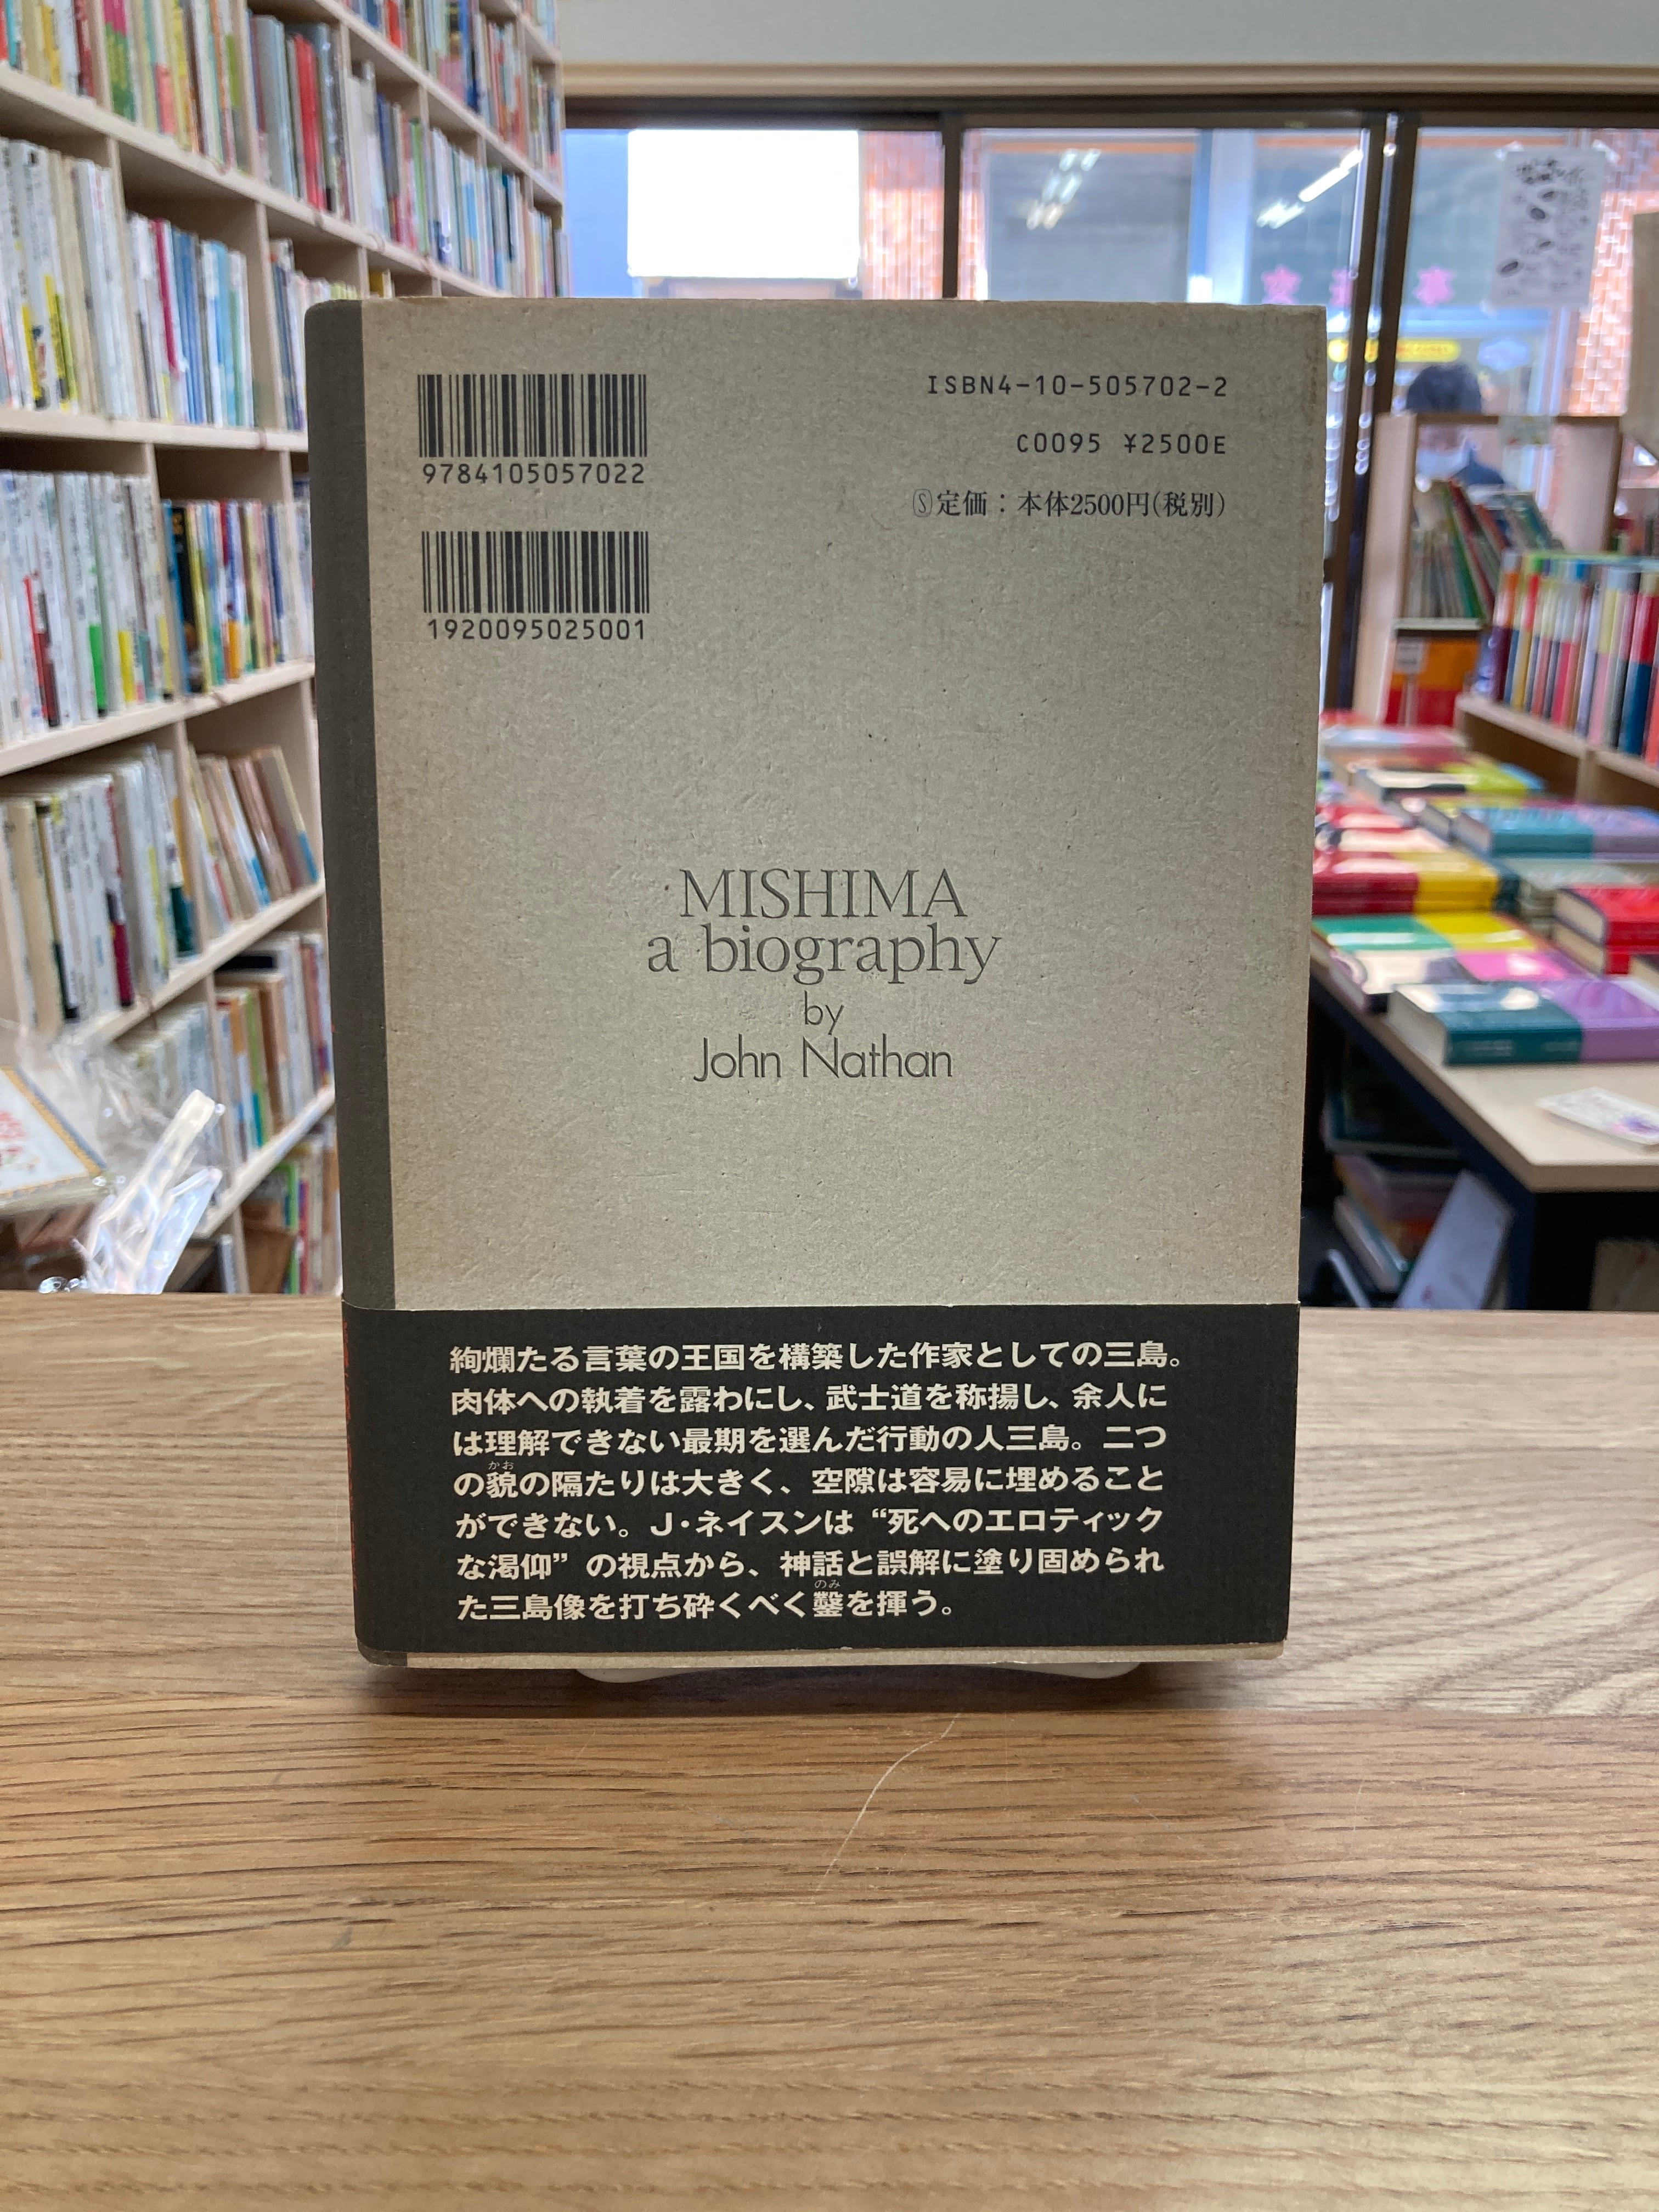 ISBN4-10-505702-2
C0095 ¥2500E
Ⓢ定価：本体2500円(税別)
9784105057022
1920095025001
MISHIMA
a biography
by
John Nathan
絢爛たる言葉の王国を構築した作家としての三島。
肉体への執着を露わにし、武士道を称揚し、余人に
は理解できない最期を選んだ行動の人三島。二つ
かお
の貌の隔たりは大きく、空隙は容易に埋めること
ができない。J・ネイスンは“死へのエロティック
な渇仰”の視点から、神話と誤解に塗り固められ
のみ
た三島像を打ち砕くべく鑿を揮う。